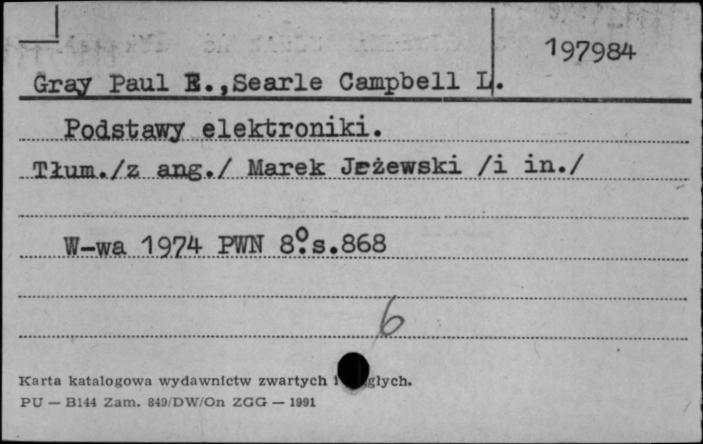 197984
Gray Paul E.,Searle Campbell L.
Podstawy elektroniki.
Tłum./z ang./ Marek Jeżewski /i in./
W-wa 1974 PWN 8.°s.868
6
Karta katalogowa wydawnictw zwartych i głych.
PU — B144 Zam. 849/DW/On ZGG — 1991